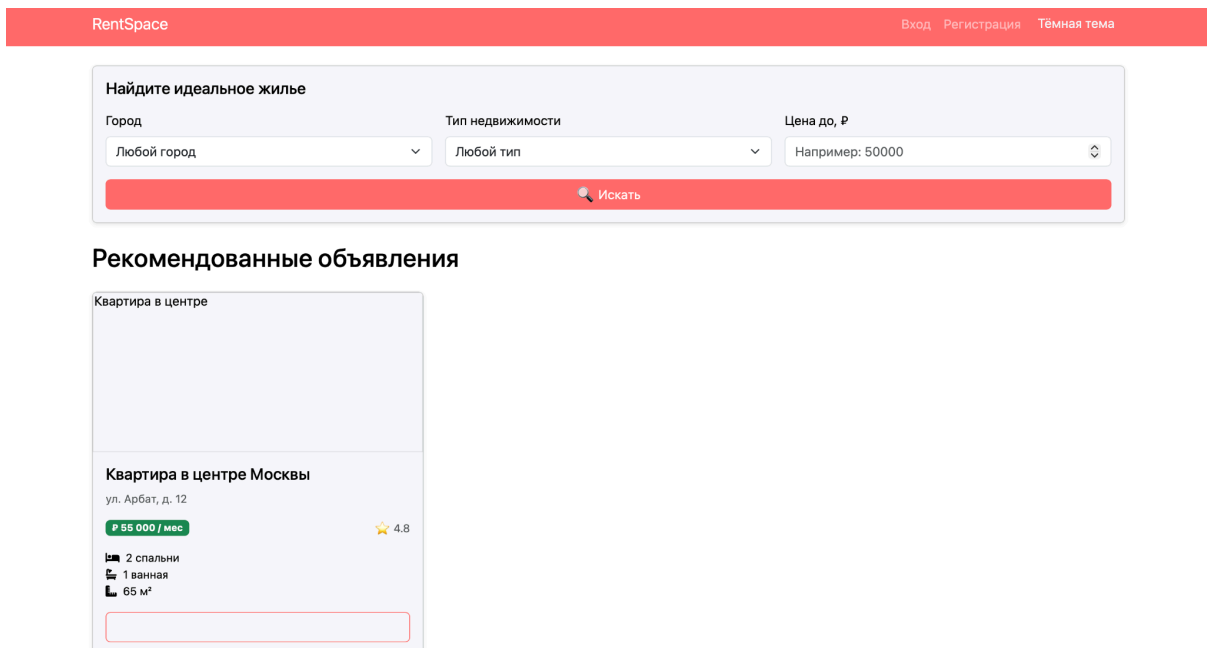 RentSpace
Вход Регистрация Тёмная тема
Найдите идеальное жилье
Город Тип недвижимости Цена до, ₽
Любой город Любой тип Например: 50000
🔍 Искать
Рекомендованные объявления
Квартира в центре
Квартира в центре Москвы
ул. Арбат, д. 12
₽ 55 000 / мес ⭐ 4.8
2 спальни
1 ванная
65 м²